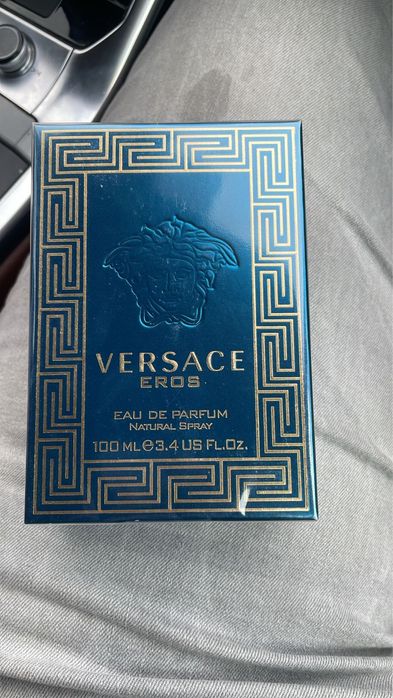 VERSACE
EROS
EAU DE PARFUM
NATURAL SPRAY
100 ML℮3.4 US FL.OZ.